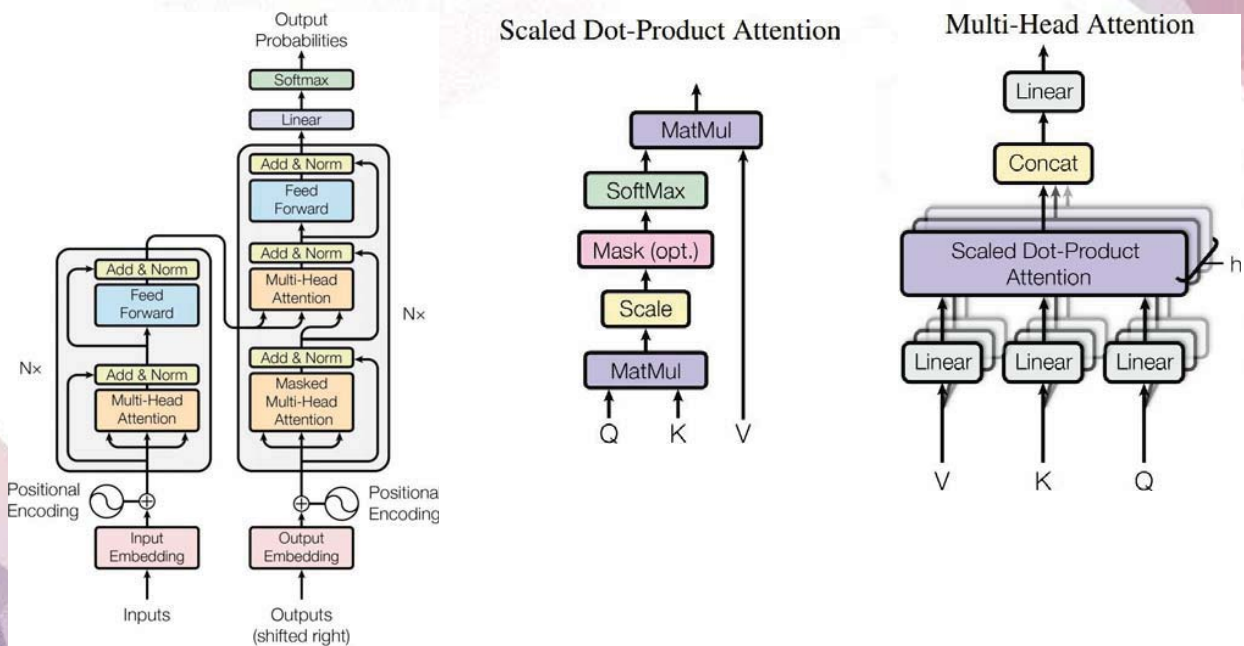 Output
Probabilities
Softmax
Linear
Add & Norm
Feed
Forward
Add & Norm
Multi-Head
Attention
Add & Norm
Masked
Multi-Head
Attention
Nx
Add & Norm
Feed
Forward
Add & Norm
Multi-Head
Attention
Nx
Positional
Encoding
Positional
Encoding
Input
Embedding
Output
Embedding
Inputs
Outputs
(shifted right)
Scaled Dot-Product Attention
MatMul
SoftMax
Mask (opt.)
Scale
MatMul
Q K V
Multi-Head Attention
Linear
Concat
Scaled Dot-Product
Attention
h
Linear Linear Linear
V K Q